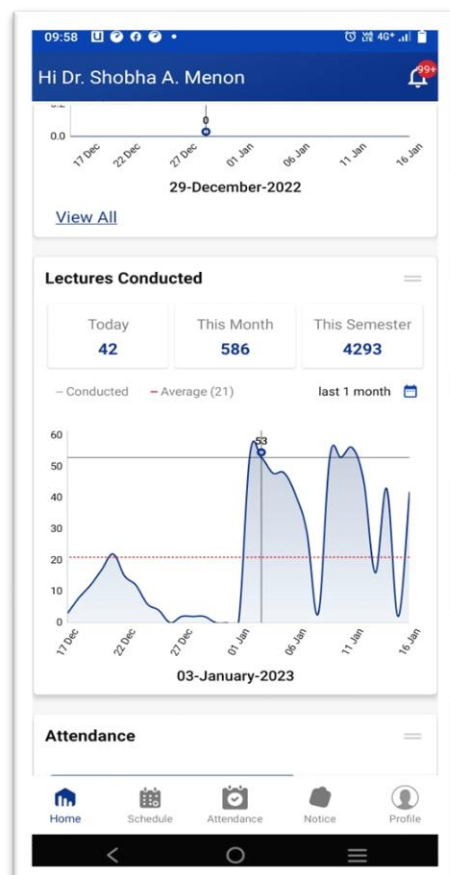 09:58 4G+
Hi Dr. Shobha A. Menon 99+
0
0.0
17 Dec 22 Dec 27 Dec 01 Jan 06 Jan 11 Jan 16 Jan
29-December-2022
View All
Lectures Conducted
Today This Month This Semester
42 586 4293
– Conducted – Average (21) last 1 month
60
53
50
40
30
20
10
0
17 Dec 22 Dec 27 Dec 01 Jan 06 Jan 11 Jan 16 Jan
03-January-2023
Attendance
Home Schedule Attendance Notice Profile